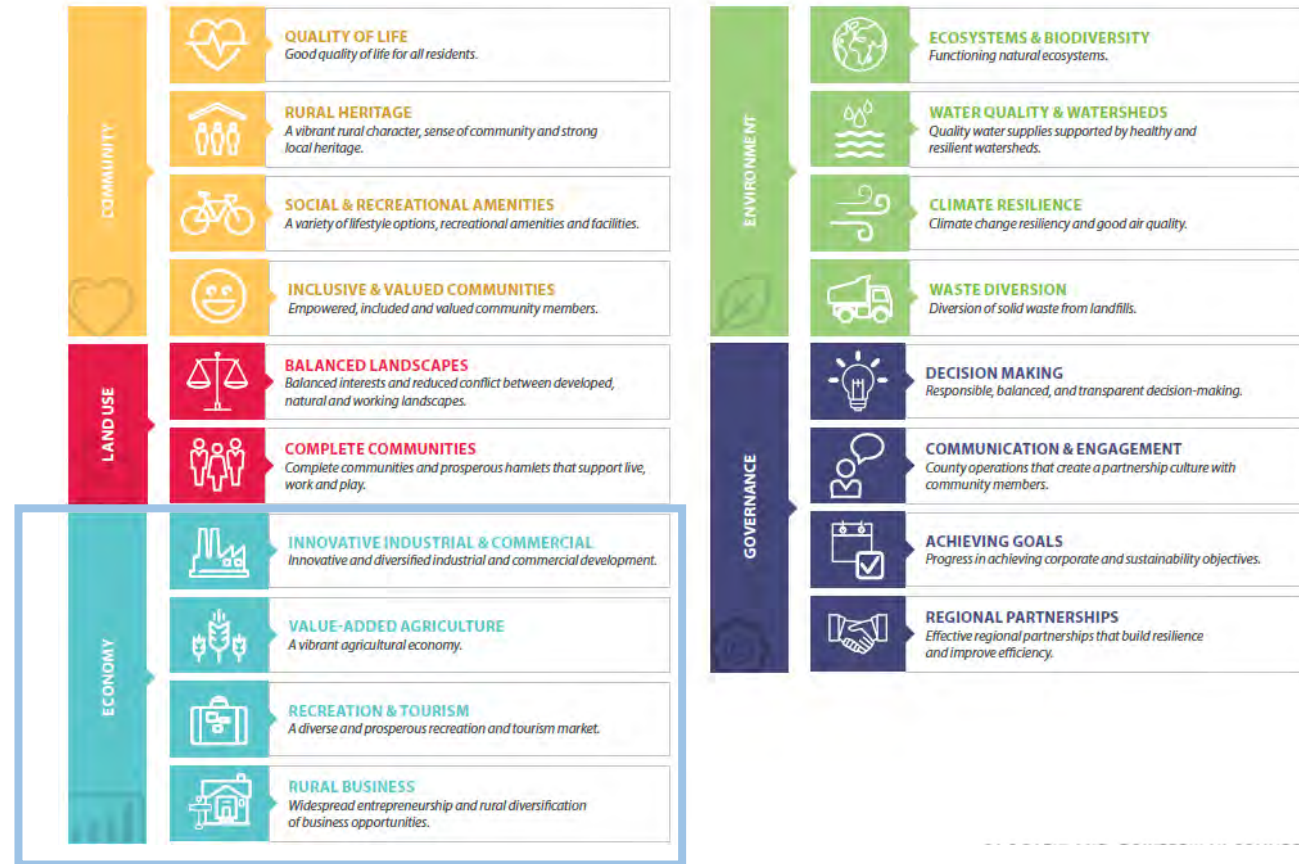 COMMUNITY
QUALITY OF LIFE
Good quality of life for all residents.
RURAL HERITAGE
A vibrant rural character, sense of community and strong
local heritage.
SOCIAL & RECREATIONAL AMENITIES
A variety of lifestyle options, recreational amenities and facilities.
INCLUSIVE & VALUED COMMUNITIES
Empowered, included and valued community members.
LAND USE
BALANCED LANDSCAPES
Balanced interests and reduced conflict between developed,
natural and working landscapes.
COMPLETE COMMUNITIES
Complete communities and prosperous hamlets that support live,
work and play.
ECONOMY
INNOVATIVE INDUSTRIAL & COMMERCIAL
Innovative and diversified industrial and commercial development.
VALUE-ADDED AGRICULTURE
A vibrant agricultural economy.
RECREATION & TOURISM
A diverse and prosperous recreation and tourism market.
RURAL BUSINESS
Widespread entrepreneurship and rural diversification
of business opportunities.
ENVIRONMENT
ECOSYSTEMS & BIODIVERSITY
Functioning natural ecosystems.
WATER QUALITY & WATERSHEDS
Quality water supplies supported by healthy and
resilient watersheds.
CLIMATE RESILIENCE
Climate change resiliency and good air quality.
WASTE DIVERSION
Diversion of solid waste from landfills.
GOVERNANCE
DECISION MAKING
Responsible, balanced, and transparent decision-making.
COMMUNICATION & ENGAGEMENT
County operations that create a partnership culture with
community members.
ACHIEVING GOALS
Progress in achieving corporate and sustainability objectives.
REGIONAL PARTNERSHIPS
Effective regional partnerships that build resilience
and improve efficiency.